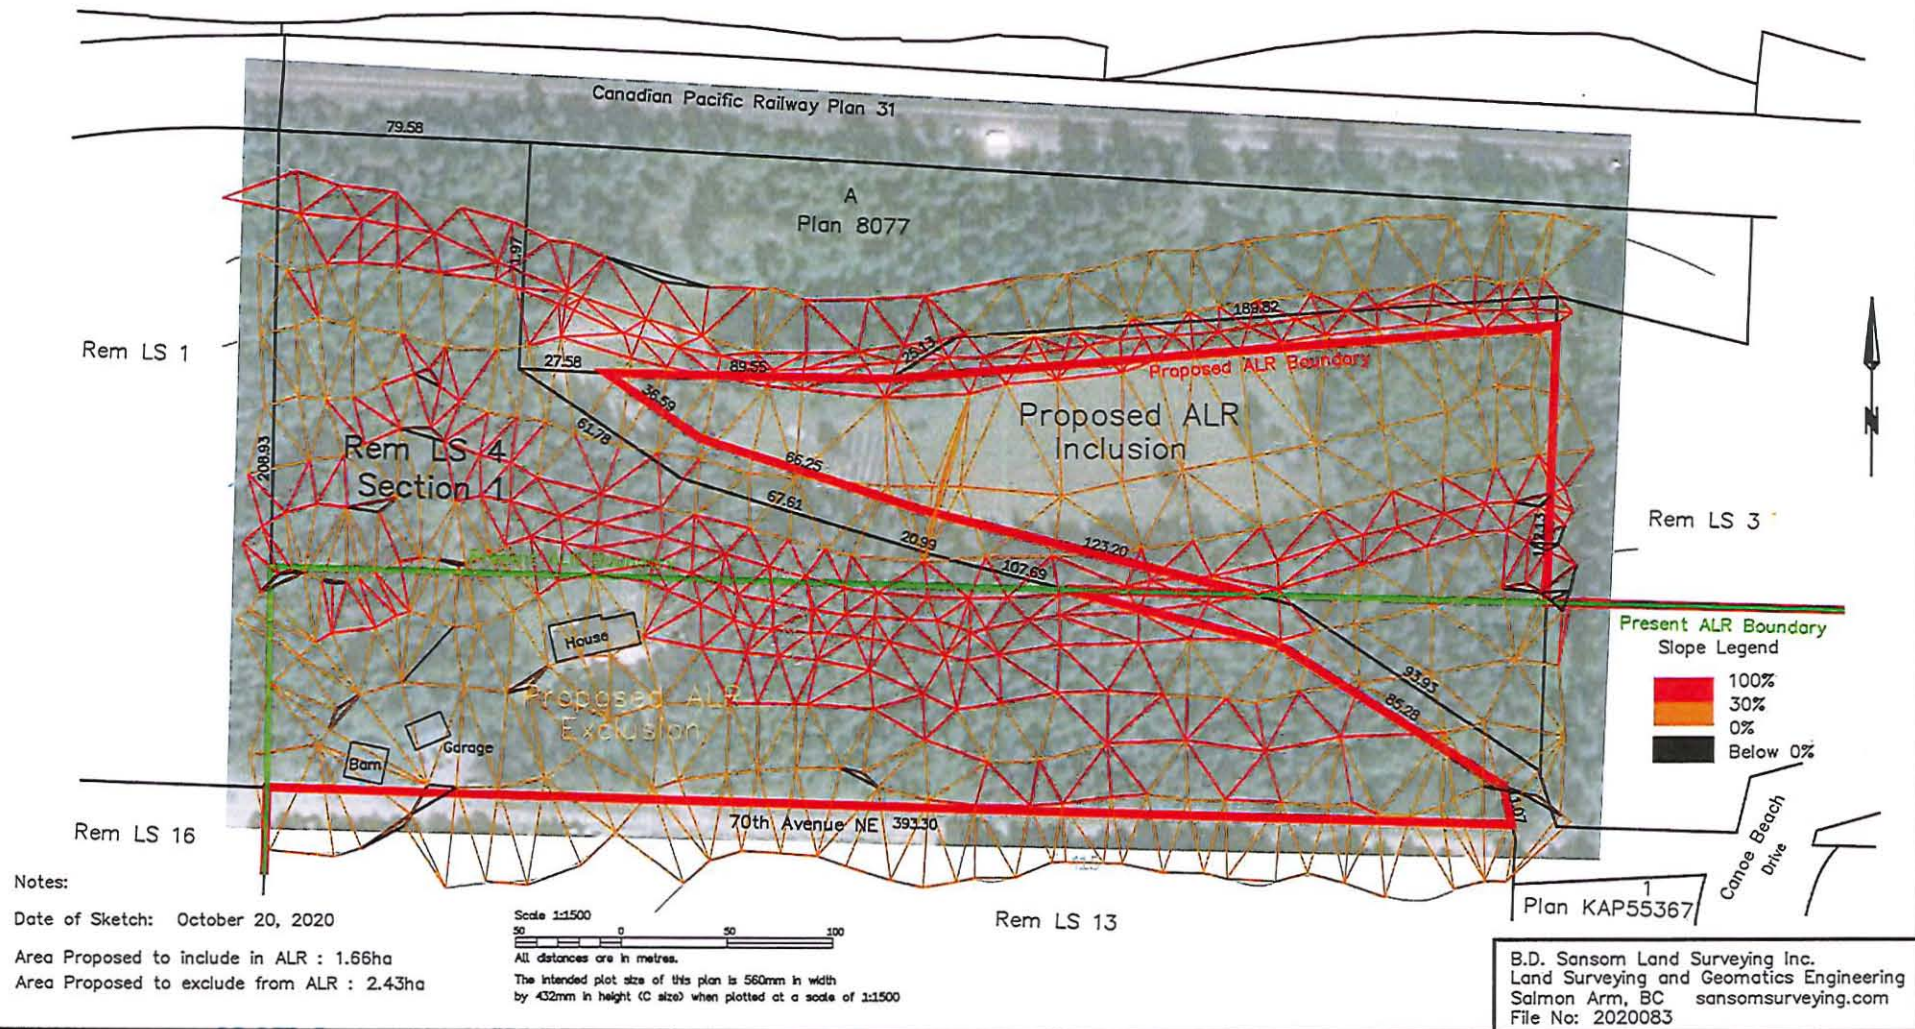 Canadian Pacific Railway Plan 31
79.58
A
Plan 8077
71.97
189.82
Rem LS 1
27.58
89.55
25.13
Proposed ALR Boundary
36.59
61.78
Proposed ALR
Inclusion
Rem LS 4
Section 1
208.93
66.25
67.61
20.99
123.20
107.69
Rem LS 3
Present ALR Boundary
House
Proposed ALR
Exclusion
93.93
85.28
Garage
Barn
Slope Legend
100%
30%
0%
Below 0%
N
Rem LS 16
70th Avenue NE 393.30
Canoe Beach
Drive
1
Plan KAP55367
Rem LS 13
Notes:
Date of Sketch: October 20, 2020
Area Proposed to include in ALR : 1.66ha
Area Proposed to exclude from ALR : 2.43ha
Scale 1:1500
50 0 50 100
All distances are in metres.
The intended plot size of this plan is 560mm in width
by 432mm in height (C size) when plotted at a scale of 1:1500
B.D. Sansom Land Surveying Inc.
Land Surveying and Geomatics Engineering
Salmon Arm, BC sansomsurveying.com
File No: 2020083